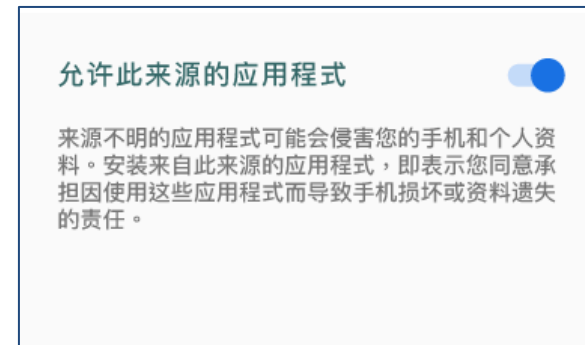 允许此来源的应用程式
来源不明的应用程式可能会侵害您的手机和个人资
料。安装来自此来源的应用程式，即表示您同意承
担因使用这些应用程式而导致手机损坏或资料遗失
的责任。